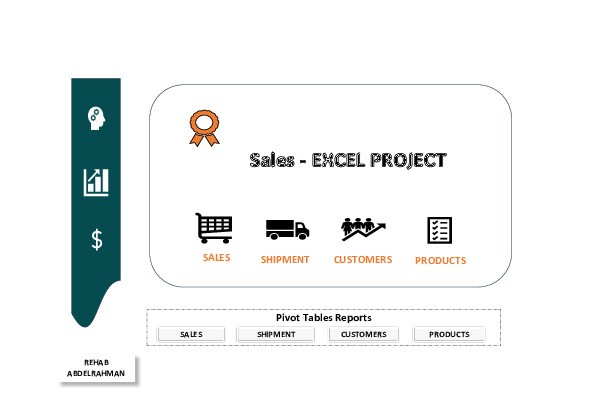 Sales - EXCEL PROJECT
SALES
SHIPMENT
CUSTOMERS
PRODUCTS
Pivot Tables Reports
SALES
SHIPMENT
CUSTOMERS
PRODUCTS
REHAB
ABDELRAHMAN